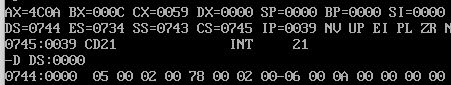 AX=4C0A BX=000C CX=0059 DX=0000 SP=0000 BP=0000 SI=0000
DS=0744 ES=0734 SS=0743 CS=0745 IP=0039 NV UP EI PL ZR N
0745:0039 CD21 INT 21
-D DS:0000
0744:0000 05 00 02 00 78 00 02 00-06 00 0A 00 00 00 00